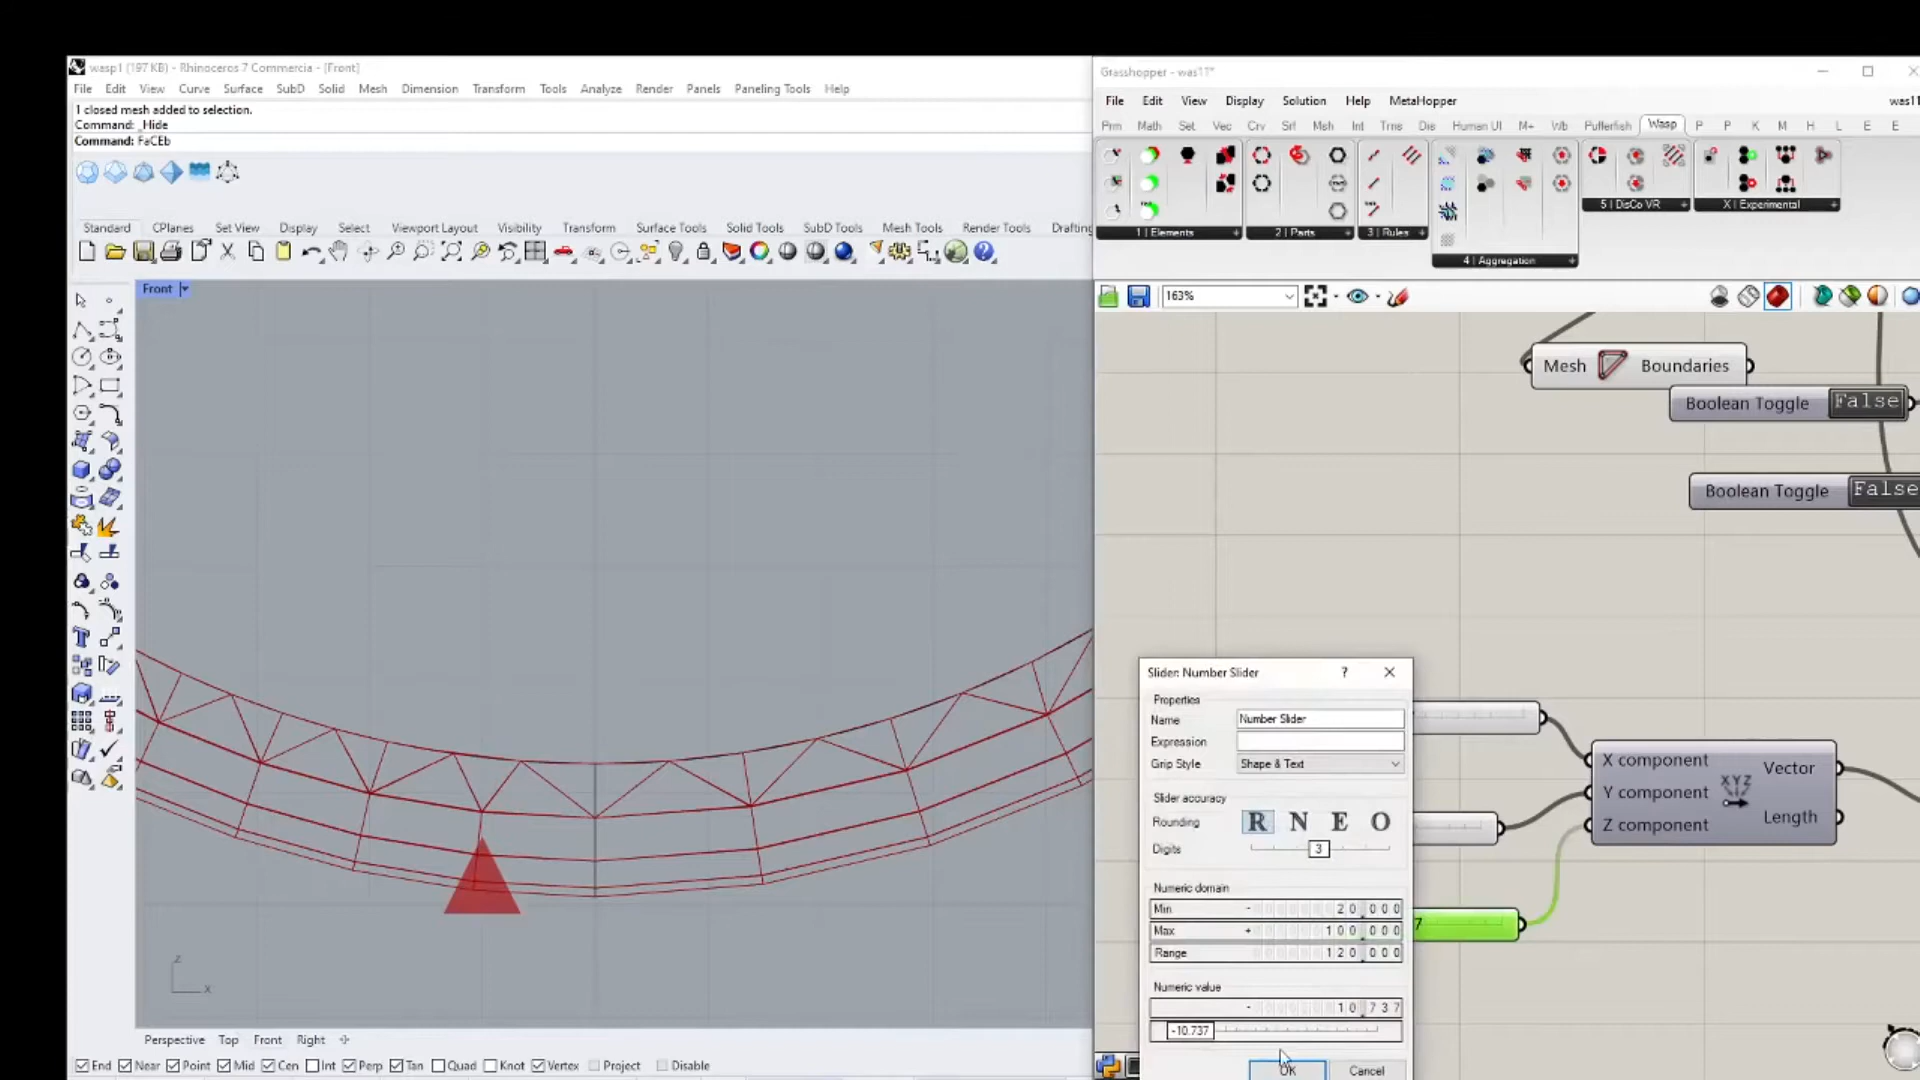 wasp1 (197 KB) - Rhinoceros 7 Commercia - [Front]
File Edit View Curve Surface SubD Solid Mesh Dimension Transform Tools Analyze Render Panels Paneling Tools Help
1 closed mesh added to selection.
Command: _Hide
Command: FaCEb
Standard CPlanes Set View Display Select Viewport Layout Visibility Transform Surface Tools Solid Tools SubD Tools Mesh Tools Render Tools Drafting
Front
z
x
Perspective Top Front Right
End Near Point Mid Cen Int Perp Tan Quad Knot Vertex Project Disable
Grasshopper - was11*
File Edit View Display Solution Help MetaHopper was11
Prm Math Set Vec Crv Srf Msh Int Trns Dis Human UI M+ Wb Pufferfish Wasp P P K M H L E E
1 | Elements 2 | Parts 3 | Rules 4 | Aggregation 5 | DisCo VR X | Experimental
163%
Mesh Boundaries
Boolean Toggle False
Boolean Toggle False
X component
Y component
Z component
XYZ
Vector
Length
7
Slider: Number Slider ?
Properties
Name Number Slider
Expression
Grip Style Shape & Text
Slider accuracy
Rounding R N E O
Digits 3
Numeric domain
Min - 20.000
Max + 100.000
Range 120.000
Numeric value
- 10.737
-10.737
OK Cancel